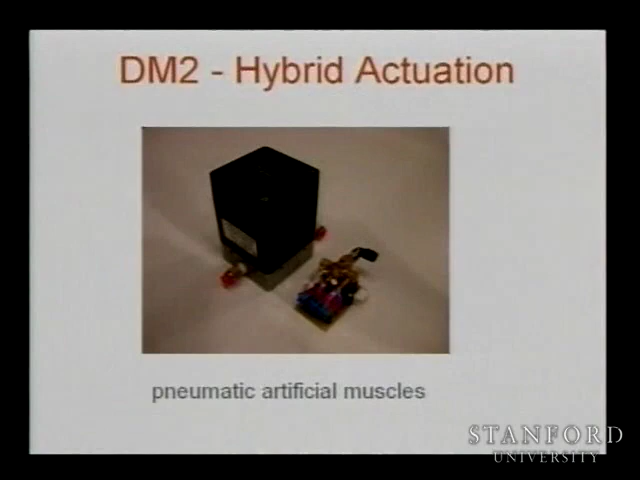 DM2 - Hybrid Actuation
pneumatic artificial muscles
STANFORD
UNIVERSITY